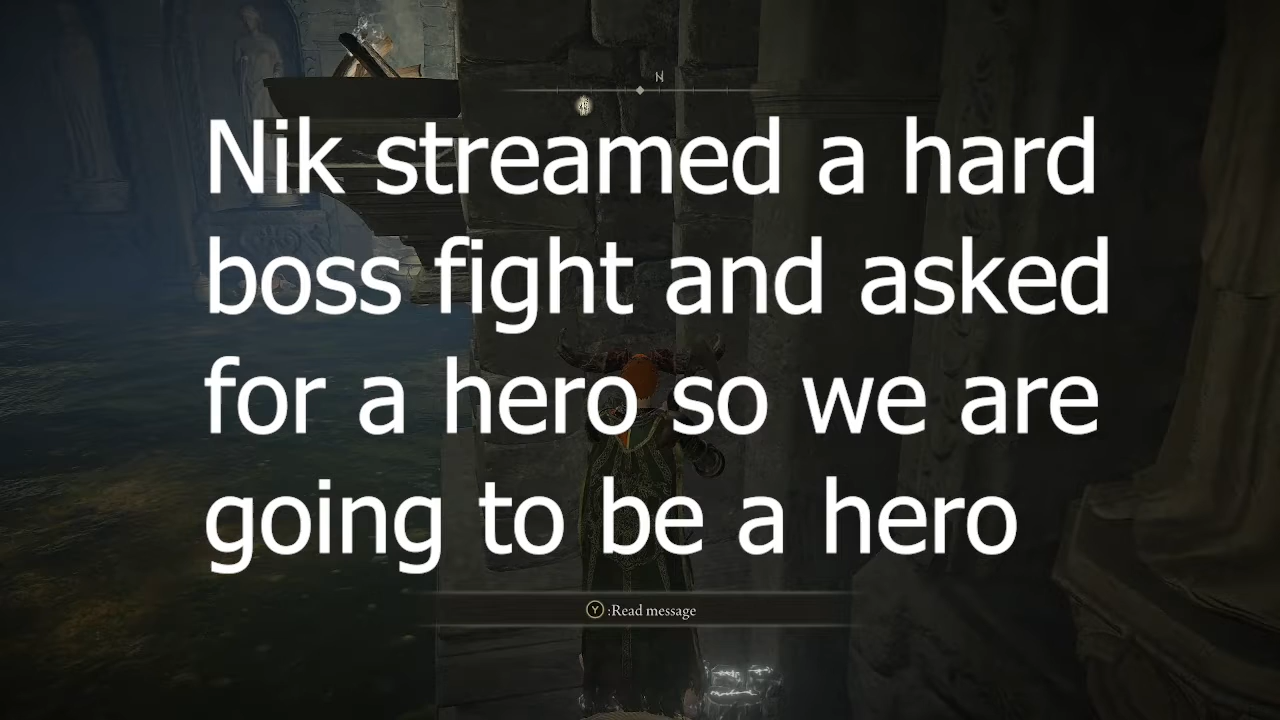 N
Nik streamed a hard
boss fight and asked
for a hero so we are
going to be a hero
Y :Read message